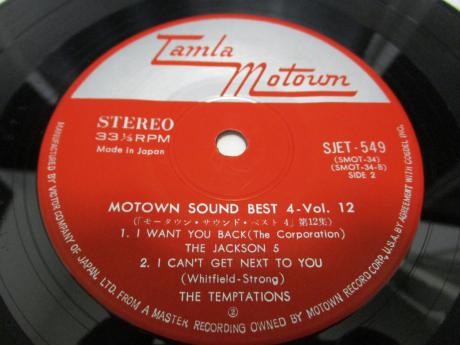 Tamla
Motown
STEREO
33⅓RPM
Made in Japan
SJET-549
(SMOT-34)
(SMOT-34-B)
SIDE 2
MOTOWN SOUND BEST 4-Vol. 12
(「モータウン・サウンド・ベスト 4」第12集)
1. I WANT YOU BACK(The Corporation)
THE JACKSON 5
2. I CAN'T GET NEXT TO YOU
(Whitfield-Strong)
THE TEMPTATIONS
②
MANUFACTURED BY VICTOR COMPANY OF JAPAN, LTD. FROM A MASTER RECORDING OWNED BY MOTOWN RECORD CORP., U.S.A. BY AGREEMENT WITH CODEL INC.